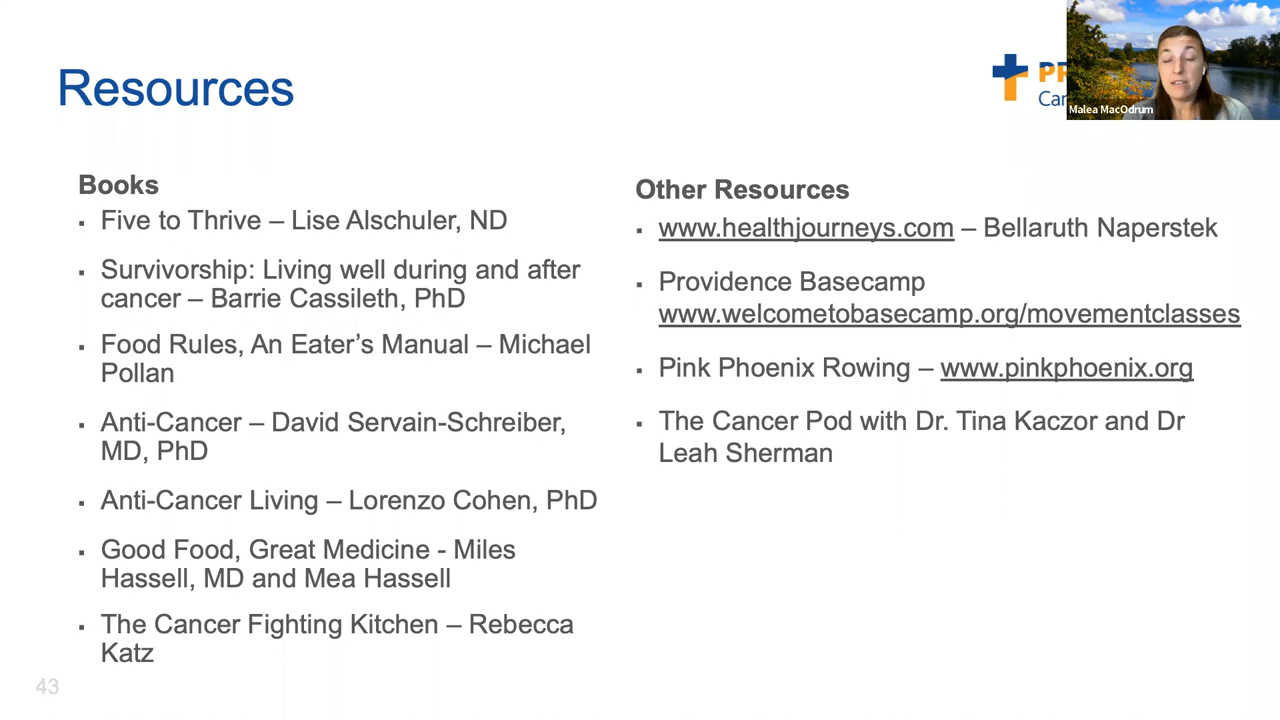 Resources
Malea MacOdrum
Books
▪ Five to Thrive – Lise Alschuler, ND
▪ Survivorship: Living well during and after
cancer – Barrie Cassileth, PhD
▪ Food Rules, An Eater’s Manual – Michael
Pollan
▪ Anti-Cancer – David Servain-Schreiber,
MD, PhD
▪ Anti-Cancer Living – Lorenzo Cohen, PhD
▪ Good Food, Great Medicine - Miles
Hassell, MD and Mea Hassell
▪ The Cancer Fighting Kitchen – Rebecca
Katz
Other Resources
▪ www.healthjourneys.com – Bellaruth Naperstek
▪ Providence Basecamp
www.welcometobasecamp.org/movementclasses
▪ Pink Phoenix Rowing – www.pinkphoenix.org
▪ The Cancer Pod with Dr. Tina Kaczor and Dr
Leah Sherman
43